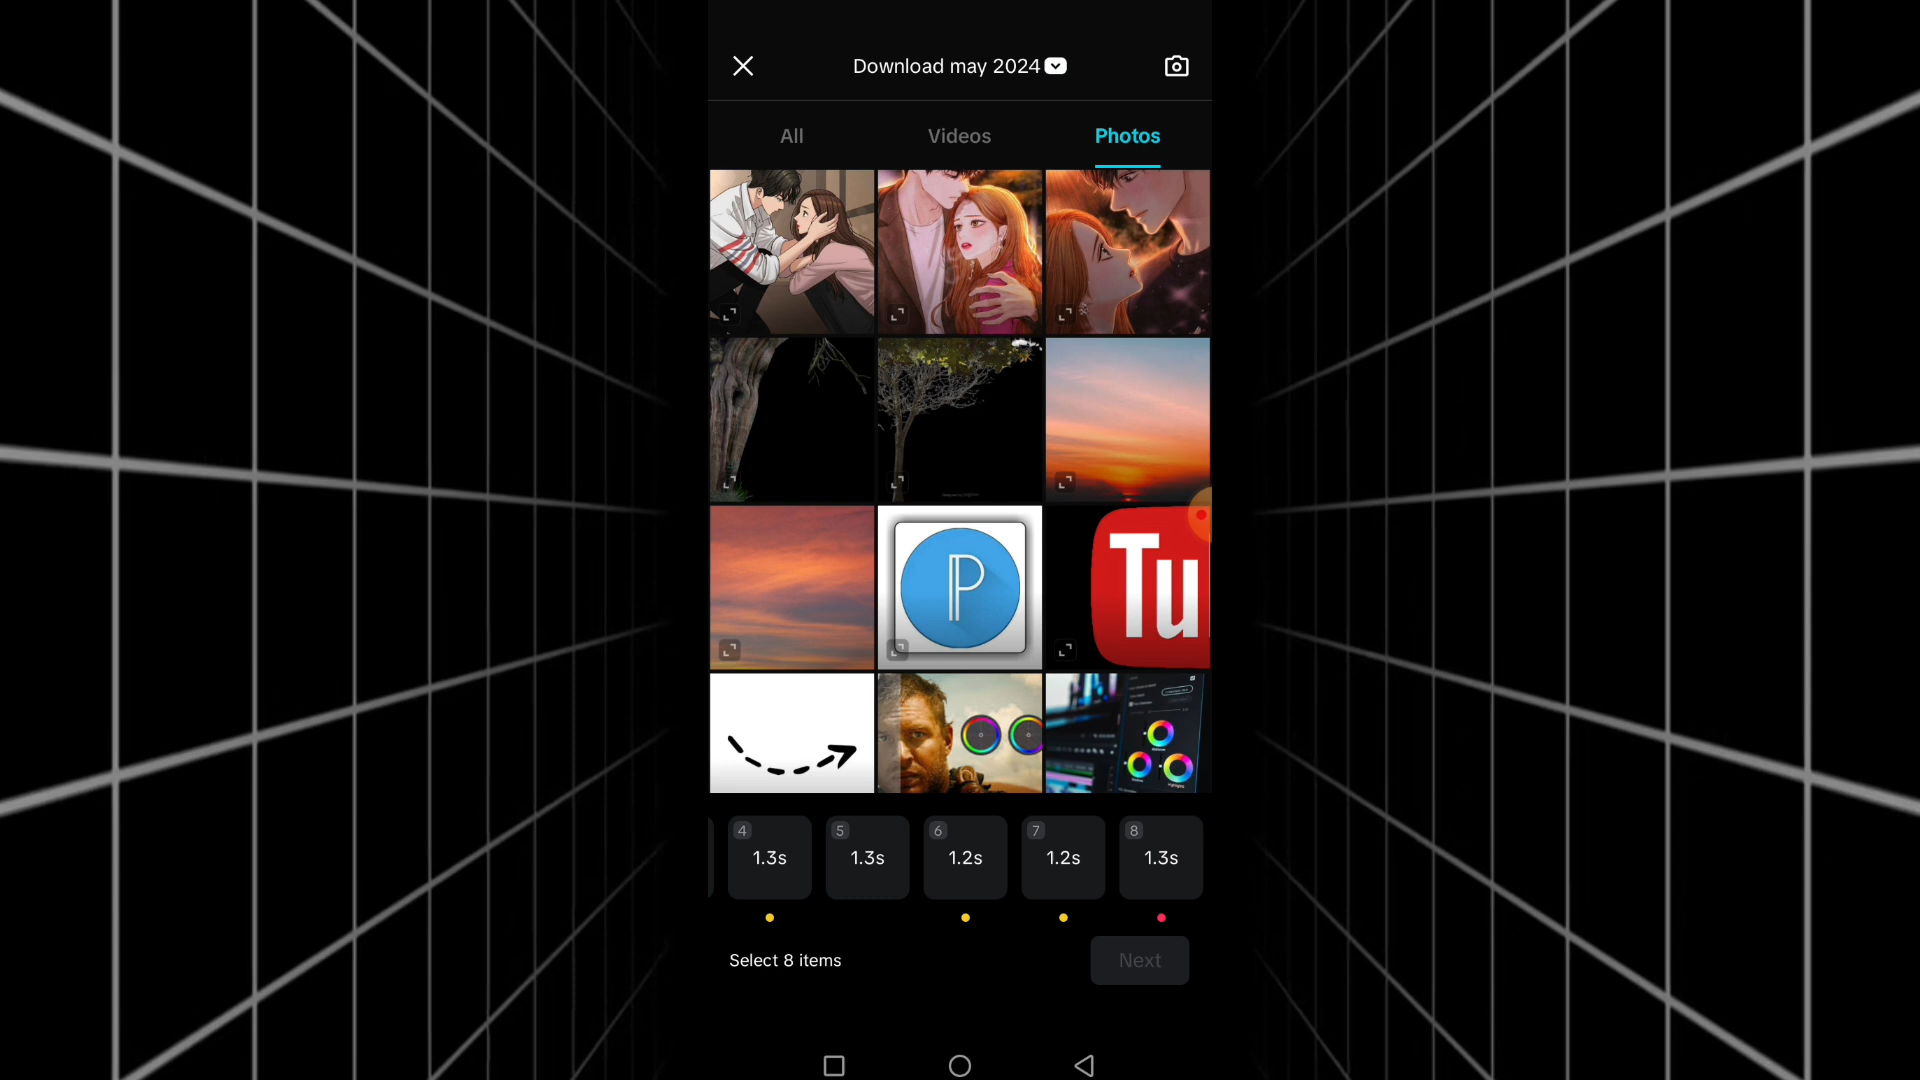 Download may 2024
All Videos Photos
P
Tu
4 5 6 7 8
1.3s 1.3s 1.2s 1.2s 1.3s
Select 8 items Next